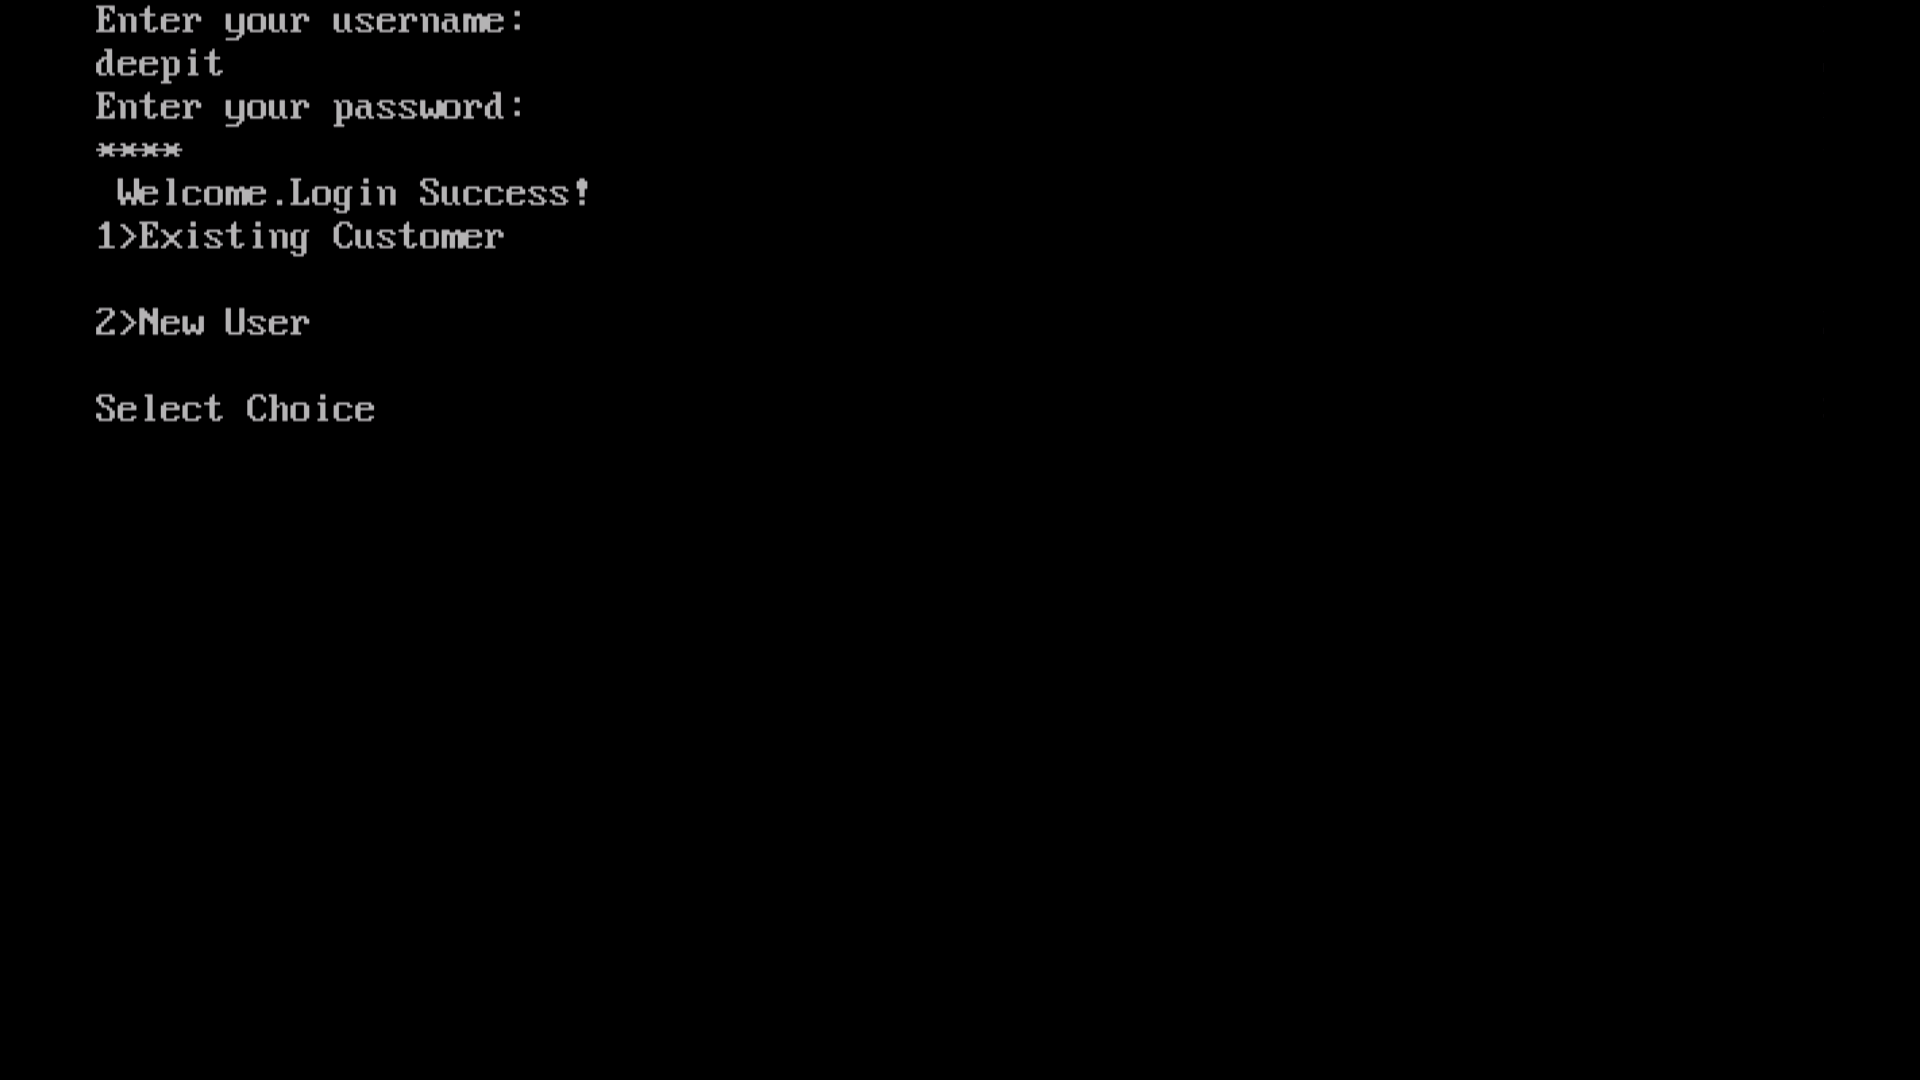 Enter your username:
deepit
Enter your password:
****
Welcome.Login Success!
1>Existing Customer
2>New User
Select Choice